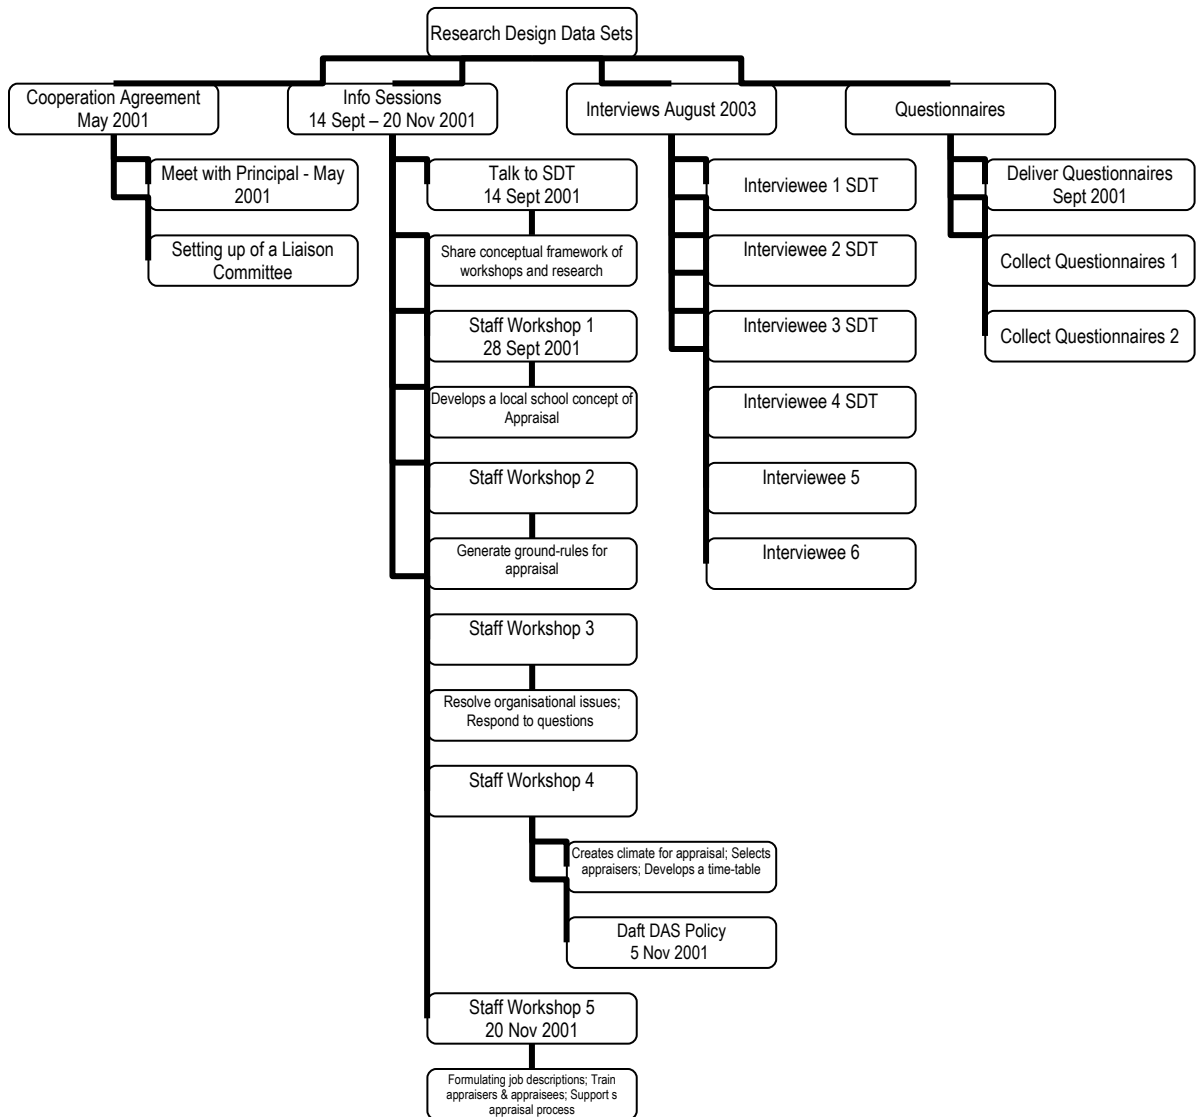 Research Design Data Sets
Cooperation Agreement
May 2001
Info Sessions
14 Sept – 20 Nov 2001
Interviews August 2003
Questionnaires
Meet with Principal - May
2001
Setting up of a Liaison
Committee
Talk to SDT
14 Sept 2001
Share conceptual framework of
workshops and research
Staff Workshop 1
28 Sept 2001
Develops a local school concept of
Appraisal
Staff Workshop 2
Generate ground-rules for
appraisal
Staff Workshop 3
Resolve organisational issues;
Respond to questions
Staff Workshop 4
Creates climate for appraisal; Selects
appraisers; Develops a time-table
Daft DAS Policy
5 Nov 2001
Staff Workshop 5
20 Nov 2001
Formulating job descriptions; Train
appraisers & appraisees; Support s
appraisal process
Interviewee 1 SDT
Interviewee 2 SDT
Interviewee 3 SDT
Interviewee 4 SDT
Interviewee 5
Interviewee 6
Deliver Questionnaires
Sept 2001
Collect Questionnaires 1
Collect Questionnaires 2